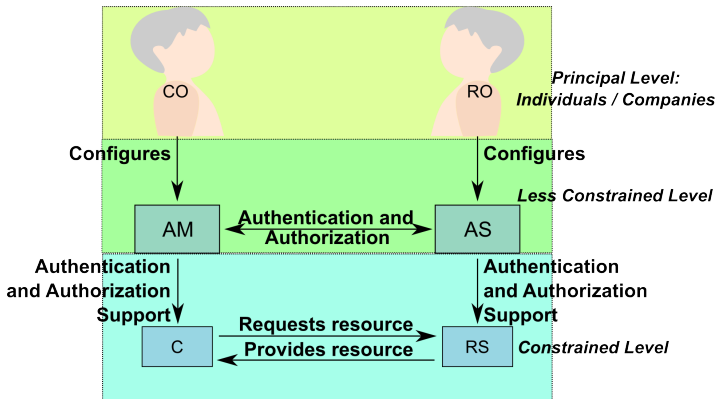 CO
RO
Principal Level:
Individuals / Companies
Configures
Configures
Less Constrained Level
AM
Authentication and
Authorization
AS
Authentication
and Authorization
Support
Authentication
and Authorization
Support
C
Requests resource
Provides resource
RS
Constrained Level